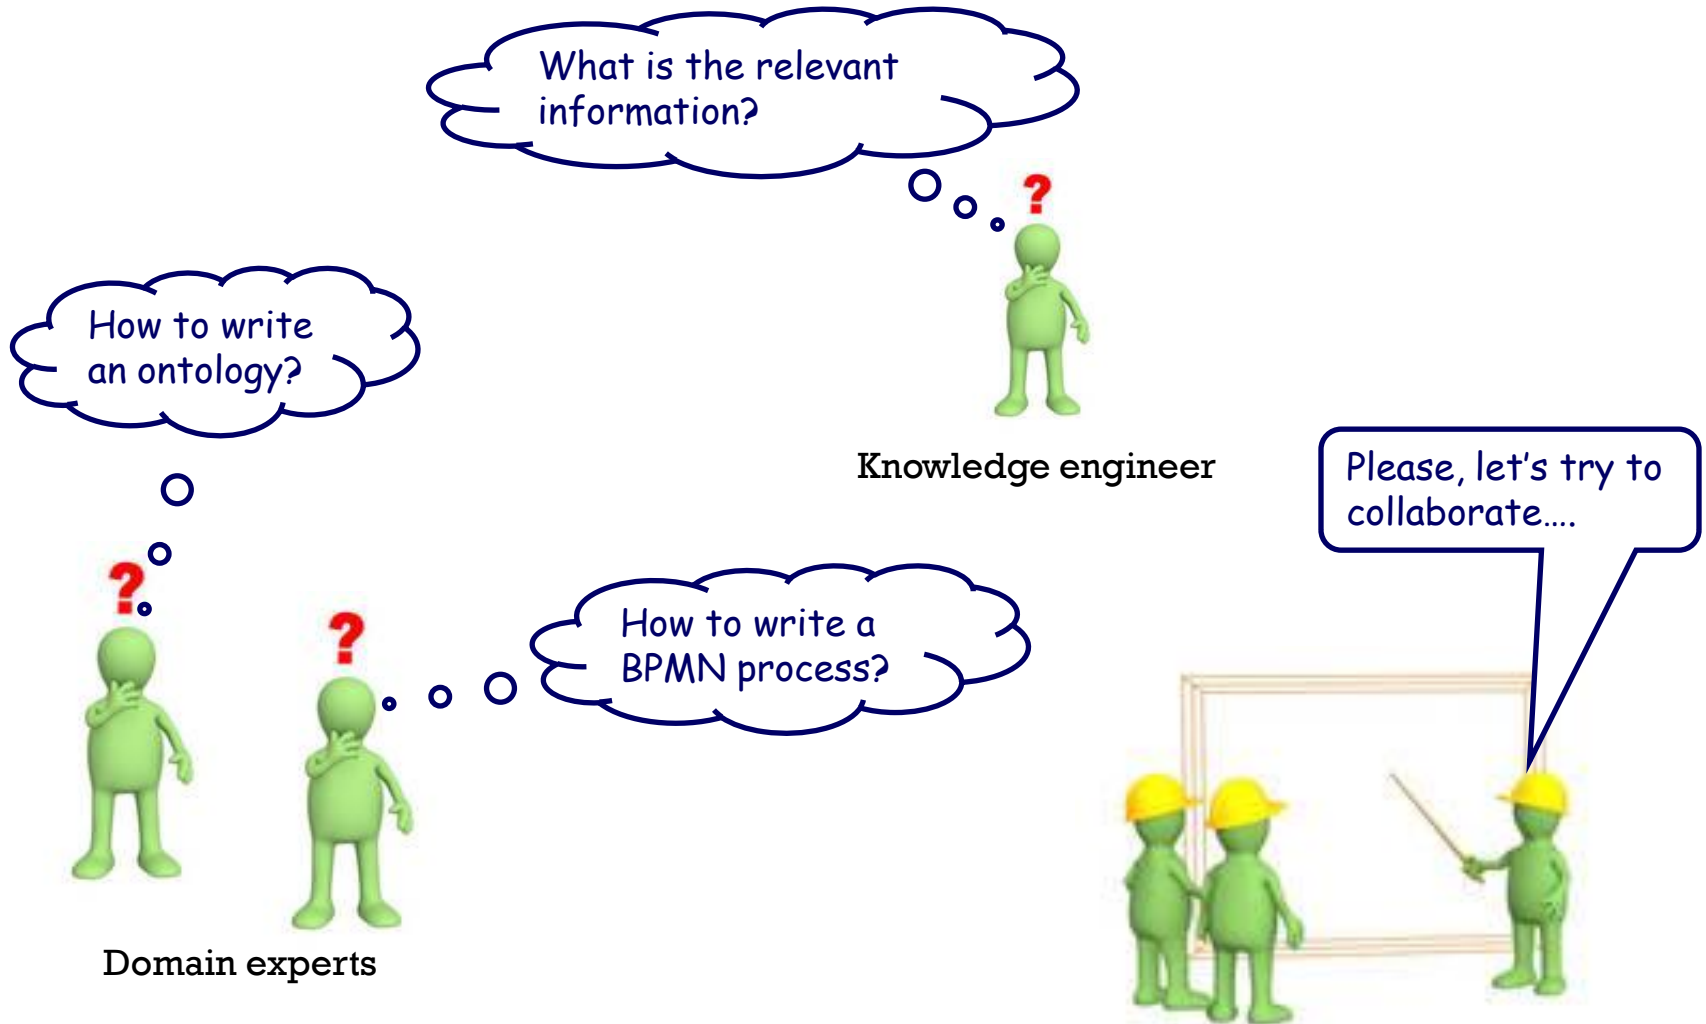 What is the relevant
information?
?
How to write
an ontology?
Knowledge engineer
Please, let's try to
collaborate....
?
?
How to write a
BPMN process?
Domain experts